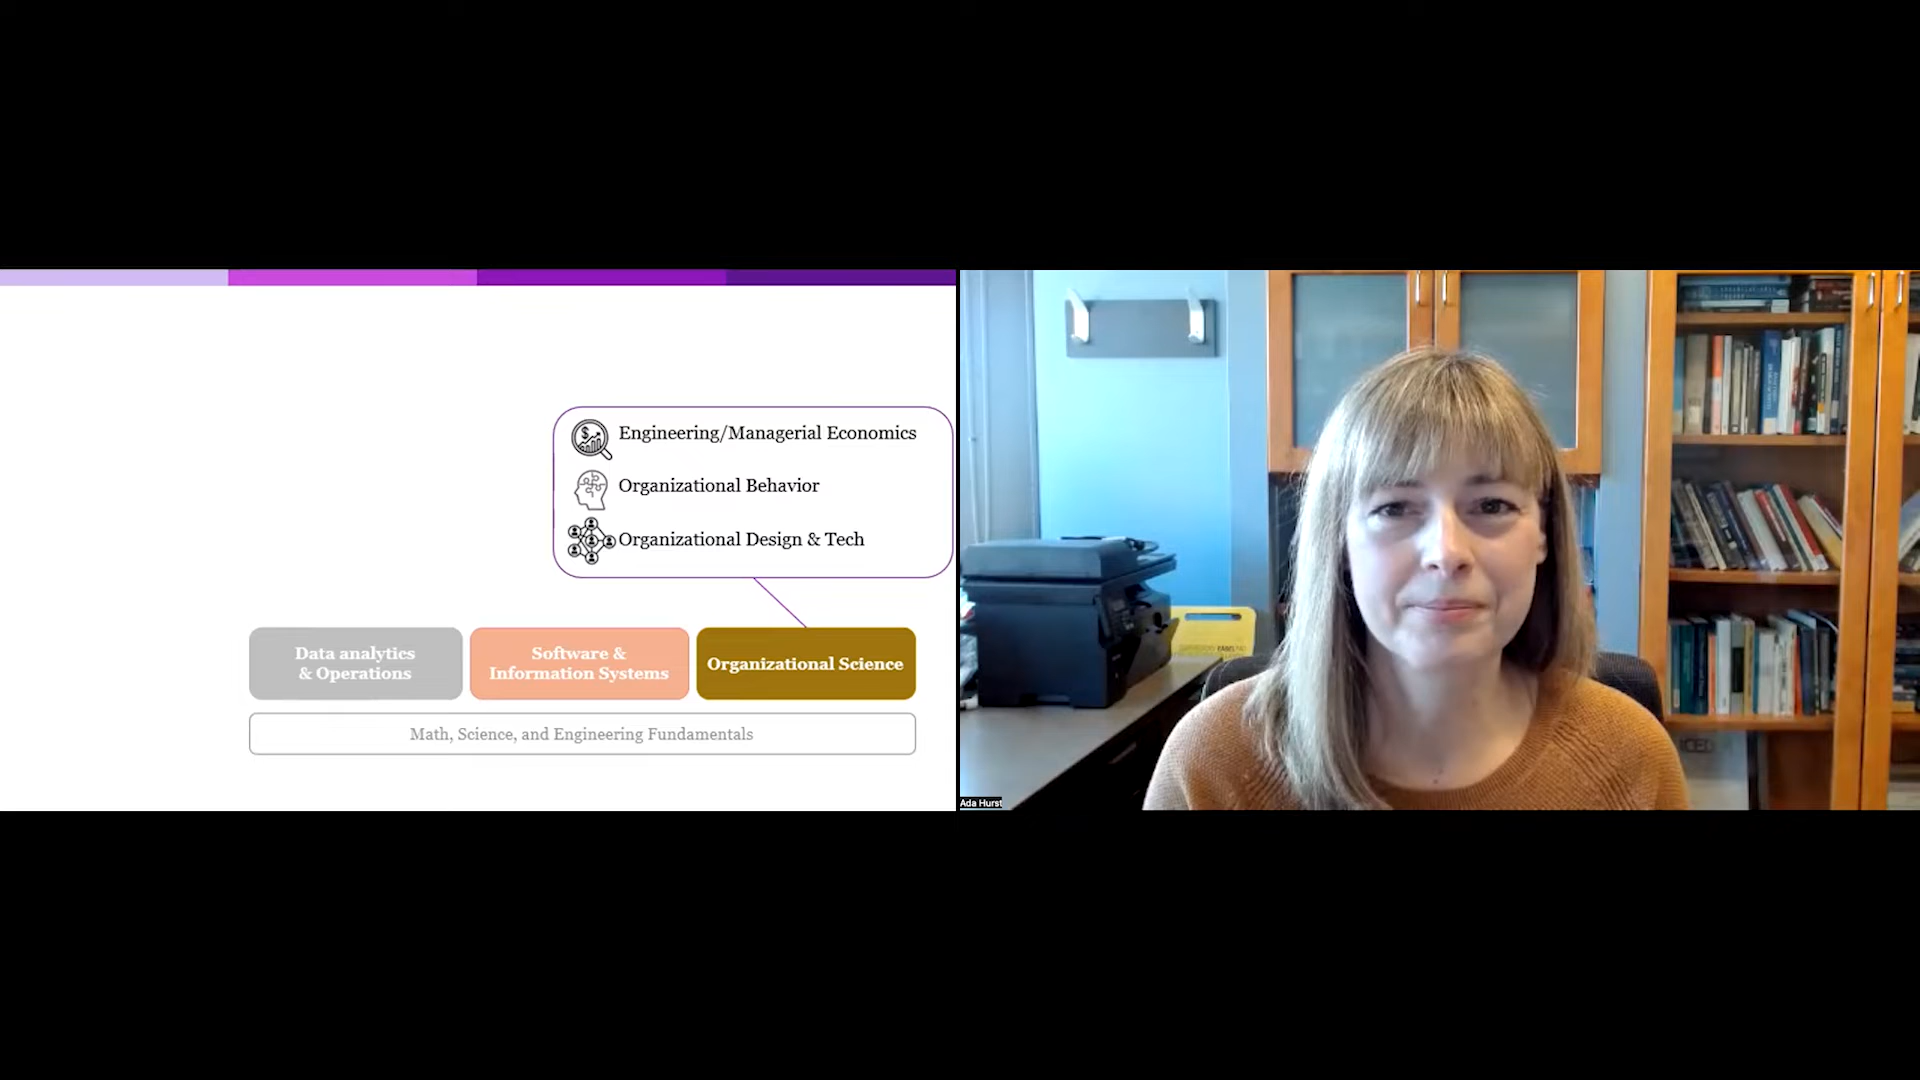 Engineering/Managerial Economics
Organizational Behavior
Organizational Design & Tech
Data analytics
& Operations
Software &
Information Systems
Organizational Science
Math, Science, and Engineering Fundamentals
Ada Hurst